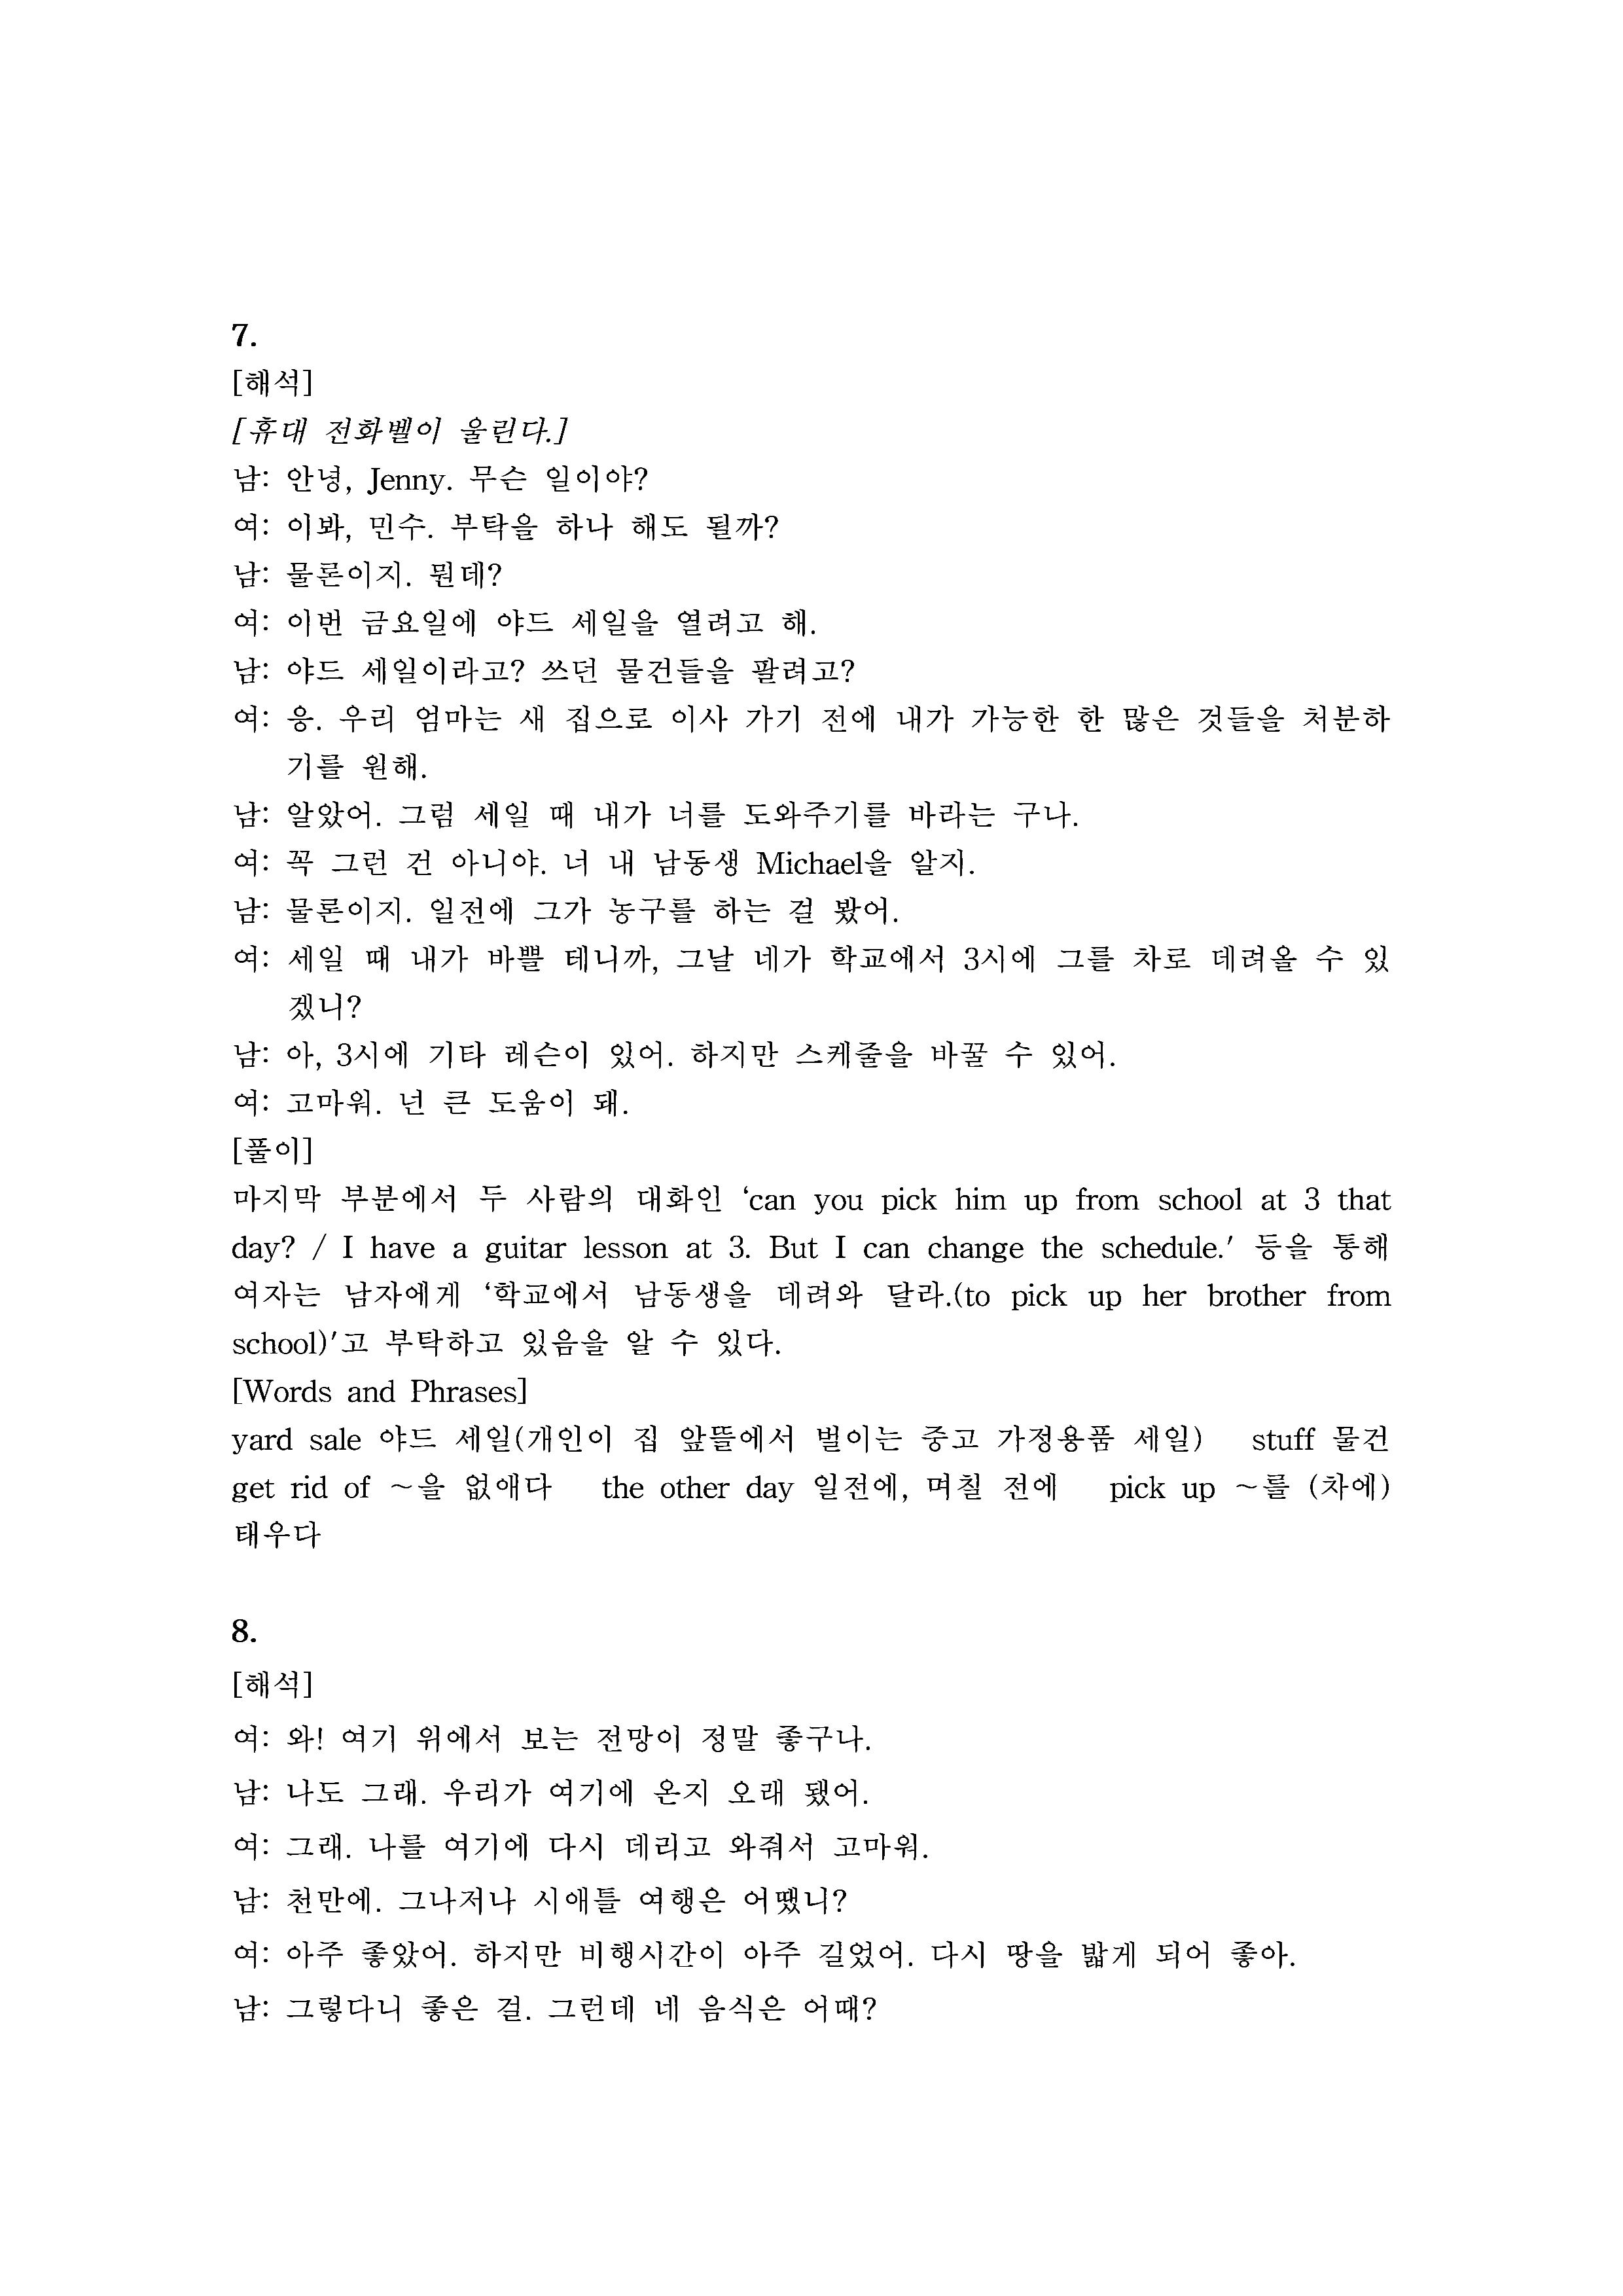 7.
[해석]
[휴대 전화벨이 울린다.]
남: 안녕, Jenny. 무슨 일이야?
여: 이봐, 민수. 부탁을 하나 해도 될까?
남: 물론이지. 뭔데?
여: 이번 금요일에 야드 세일을 열려고 해.
남: 야드 세일이라고? 쓰던 물건들을 팔려고?
여: 응. 우리 엄마는 새 집으로 이사 가기 전에 내가 가능한 한 많은 것들을 처분하
기를 원해.
남: 알았어. 그럼 세일 때 내가 너를 도와주기를 바라는 구나.
여: 꼭 그런 건 아니야. 너 내 남동생 Michael을 알지.
남: 물론이지. 일전에 그가 농구를 하는 걸 봤어.
여: 세일 때 내가 바쁠 테니까, 그날 네가 학교에서 3시에 그를 차로 데려올 수 있
겠니?
남: 아, 3시에 기타 레슨이 있어. 하지만 스케줄을 바꿀 수 있어.
여: 고마워. 넌 큰 도움이 돼.
[풀이]
마지막 부분에서 두 사람의 대화인 ‘can you pick him up from school at 3 that
day? / I have a guitar lesson at 3. But I can change the schedule.’ 등을 통해
여자는 남자에게 ‘학교에서 남동생을 데려와 달라.(to pick up her brother from
school)’고 부탁하고 있음을 알 수 있다.
[Words and Phrases]
yard sale 야드 세일(개인이 집 앞뜰에서 벌이는 중고 가정용품 세일) stuff 물건
get rid of ~을 없애다 the other day 일전에, 며칠 전에 pick up ~를 (차에)
태우다
8.
[해석]
여: 와! 여기 위에서 보는 전망이 정말 좋구나.
남: 나도 그래. 우리가 여기에 온지 오래 됐어.
여: 그래. 나를 여기에 다시 데리고 와줘서 고마워.
남: 천만에. 그나저나 시애틀 여행은 어땠니?
여: 아주 좋았어. 하지만 비행시간이 아주 길었어. 다시 땅을 밟게 되어 좋아.
남: 그렇다니 좋은 걸. 그런데 네 음식은 어때?